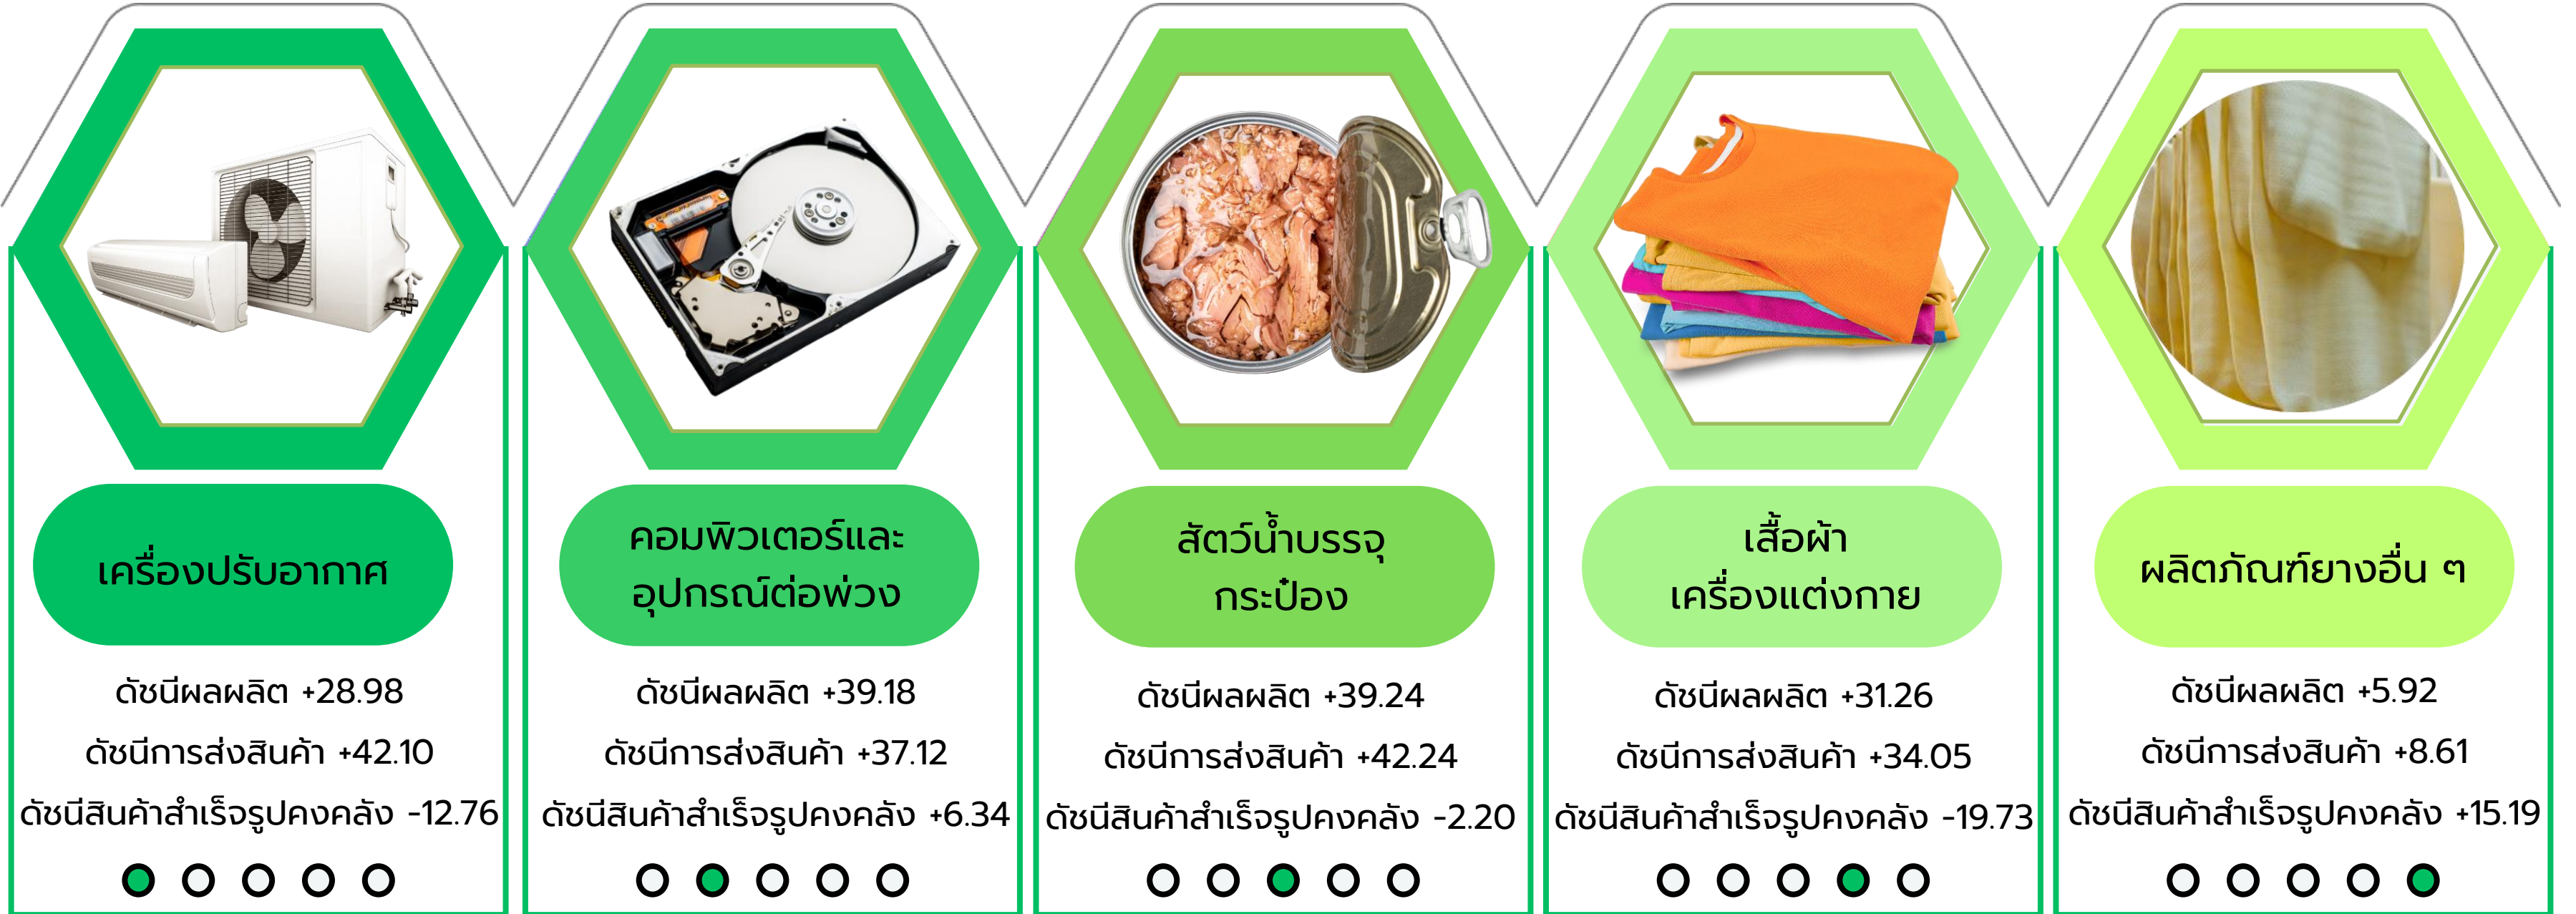 เครื่องปรับอากาศ
ดัชนีผลผลิต +28.98
ดัชนีการส่งสินค้า +42.10
ดัชนีสินค้าสำเร็จรูปคงคลัง -12.76
คอมพิวเตอร์และ
อุปกรณ์ต่อพ่วง
ดัชนีผลผลิต +39.18
ดัชนีการส่งสินค้า +37.12
ดัชนีสินค้าสำเร็จรูปคงคลัง +6.34
สัตว์น้ำบรรจุ
กระป๋อง
ดัชนีผลผลิต +39.24
ดัชนีการส่งสินค้า +42.24
ดัชนีสินค้าสำเร็จรูปคงคลัง -2.20
เสื้อผ้า
เครื่องแต่งกาย
ดัชนีผลผลิต +31.26
ดัชนีการส่งสินค้า +34.05
ดัชนีสินค้าสำเร็จรูปคงคลัง -19.73
ผลิตภัณฑ์ยางอื่น ๆ
ดัชนีผลผลิต +5.92
ดัชนีการส่งสินค้า +8.61
ดัชนีสินค้าสำเร็จรูปคงคลัง +15.19